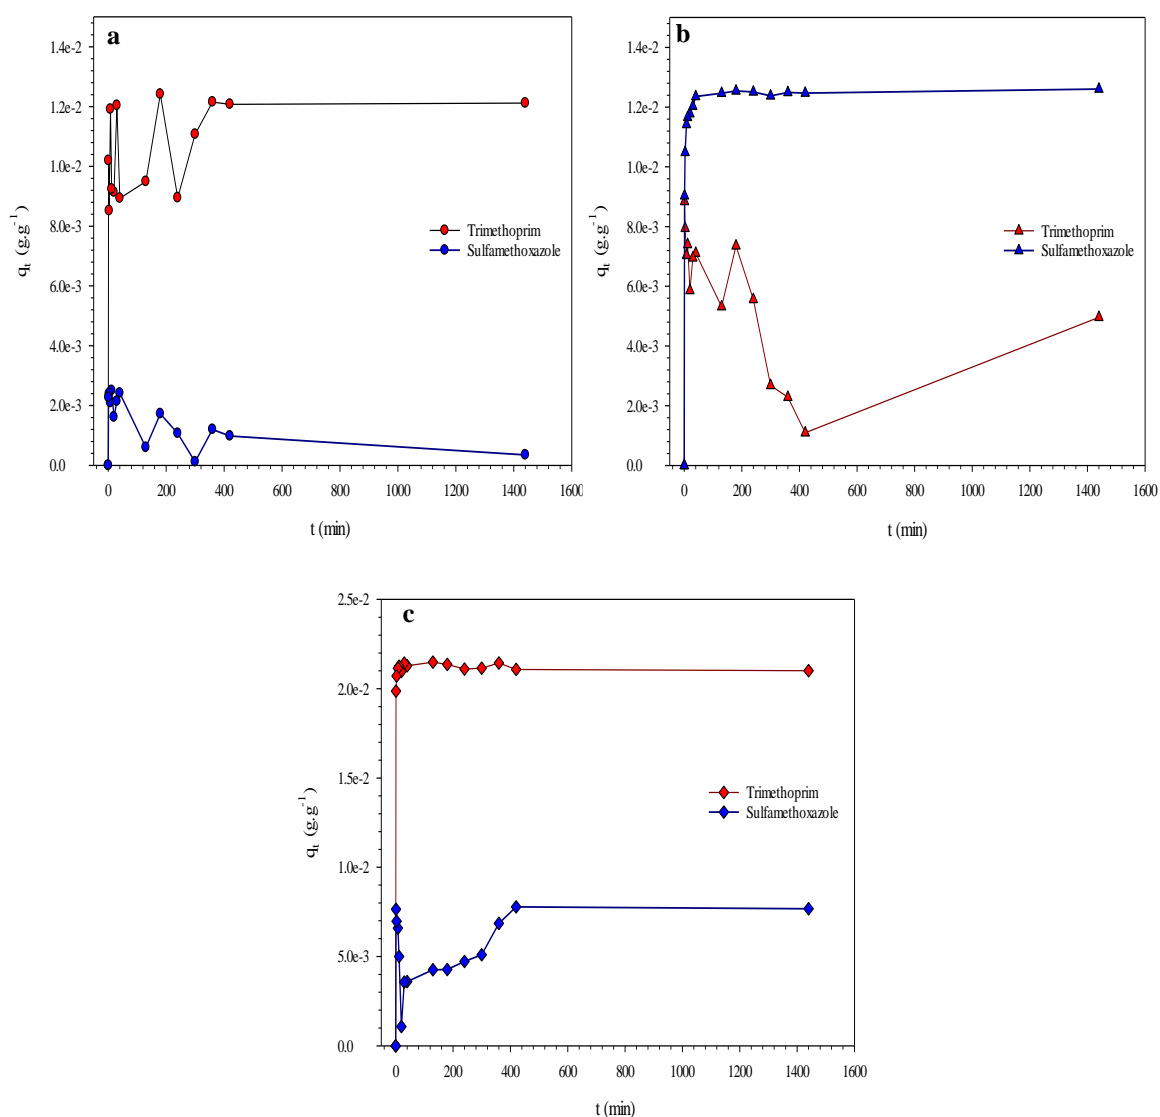 a
1.4e-2
1.2e-2
1.0e-2
8.0e-3
6.0e-3
4.0e-3
2.0e-3
0.0
qt (g.g-1)
Trimethoprim
Sulfamethoxazole
0 200 400 600 800 1000 1200 1400 1600
t (min)
b
1.4e-2
1.2e-2
1.0e-2
8.0e-3
6.0e-3
4.0e-3
2.0e-3
0.0
qt (g.g-1)
Trimethoprim
Sulfamethoxazole
0 200 400 600 800 1000 1200 1400 1600
t (min)
c
2.5e-2
2.0e-2
1.5e-2
1.0e-2
5.0e-3
0.0
qt (g.g-1)
Trimethoprim
Sulfamethoxazole
0 200 400 600 800 1000 1200 1400 1600
t (min)